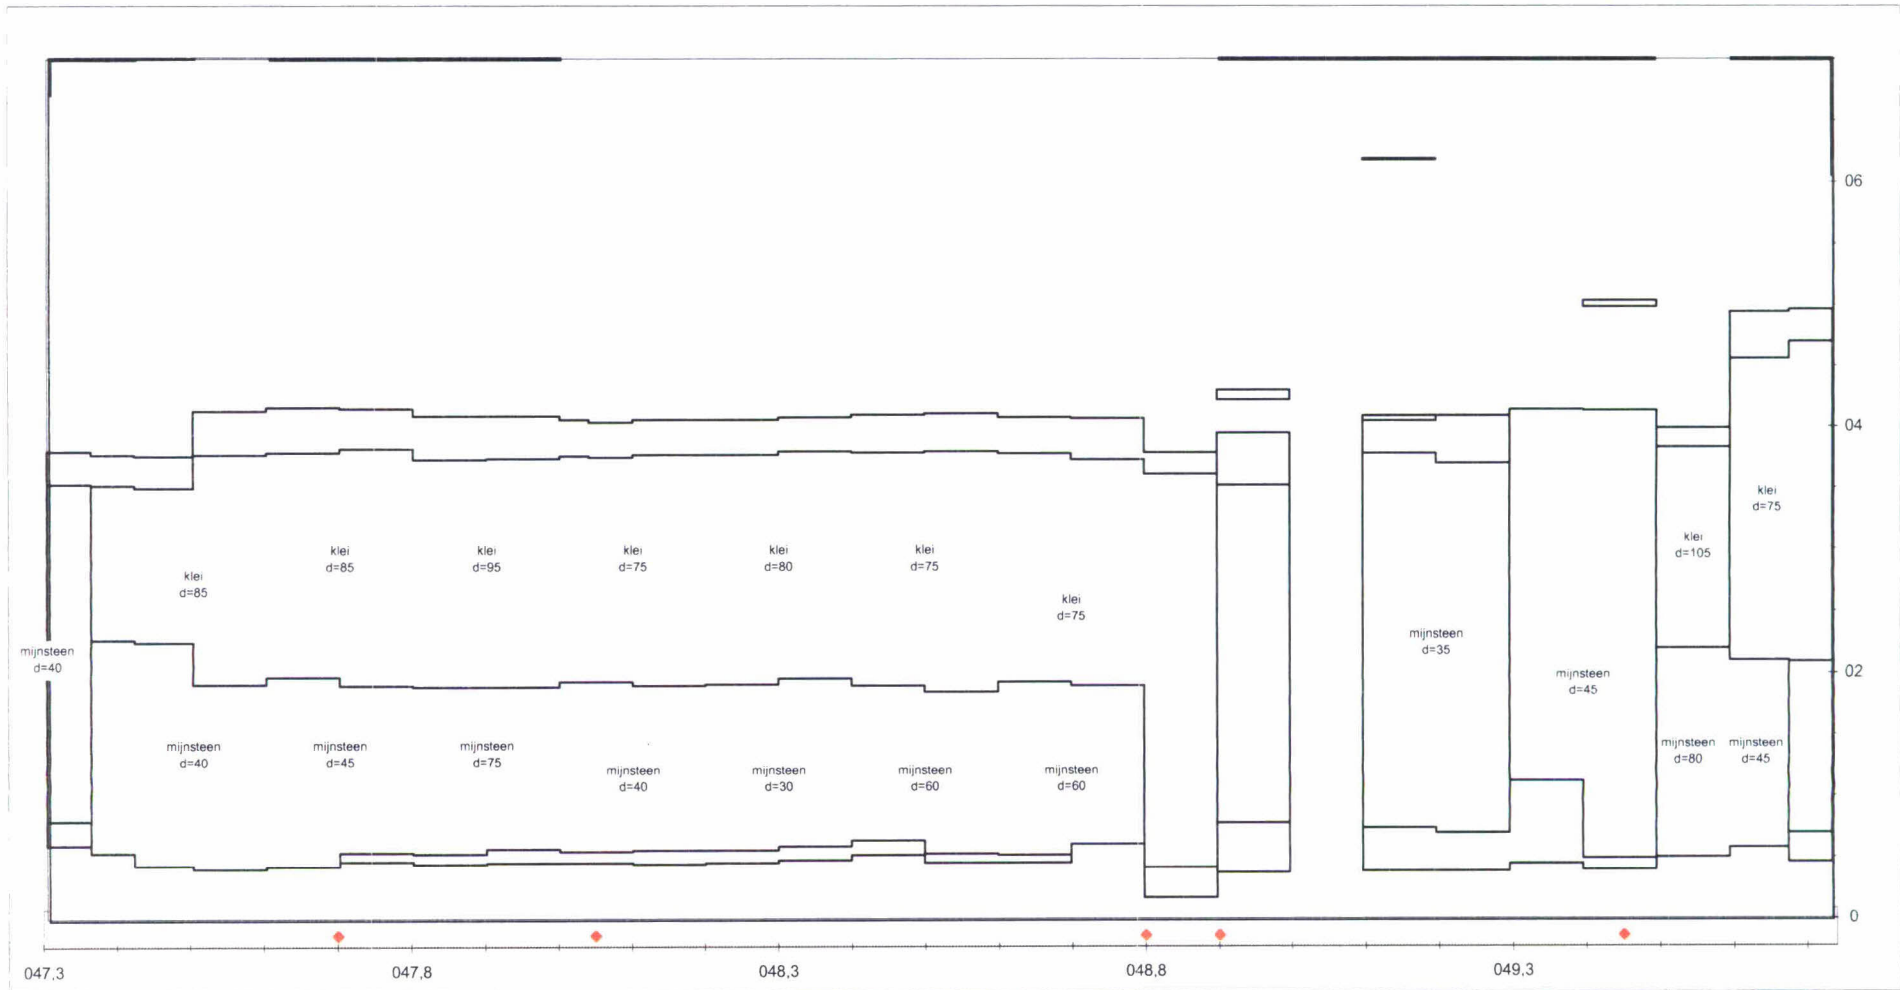 06
04
klei
d=75
klei
d=85
klei
d=95
klei
d=75
klei
d=80
klei
d=75
klei
d=105
klei
d=85
klei
d=75
mijnsteen
d=35
mijnsteen
d=40
02
mijnsteen
d=45
mijnsteen
d=40
mijnsteen
d=45
mijnsteen
d=75
mijnsteen
d=40
mijnsteen
d=30
mijnsteen
d=60
mijnsteen
d=60
mijnsteen
d=80
mijnsteen
d=45
0
047,3
047,8
048,3
048,8
049,3